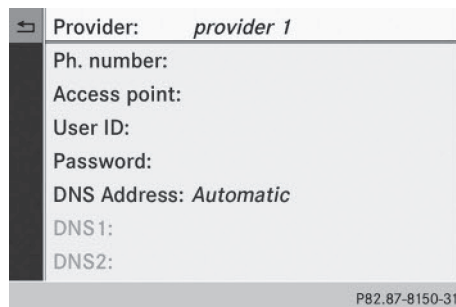 Provider: provider 1
Ph. number:
Access point:
User ID:
Password:
DNS Address: Automatic
DNS1:
DNS2:
P82.87-8150-31